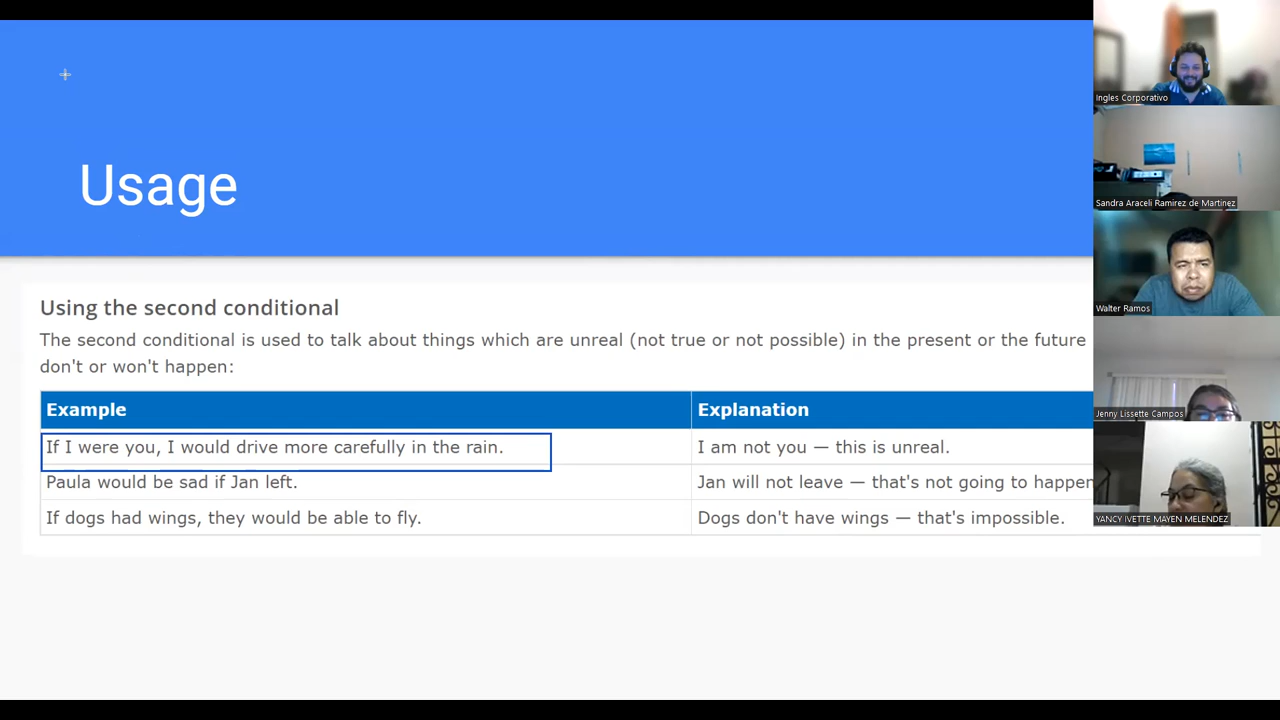 Usage
Using the second conditional
The second conditional is used to talk about things which are unreal (not true or not possible) in the present or the future
don't or won't happen:
Example
Explanation
If I were you, I would drive more carefully in the rain.
I am not you — this is unreal.
Paula would be sad if Jan left.
Jan will not leave — that's not going to happen
If dogs had wings, they would be able to fly.
Dogs don't have wings — that's impossible.
Ingles Corporativo
Sandra Araceli Ramirez de Martinez
Walter Ramos
Jenny Lissette Campos
YANCY IVETTE MAYEN MELENDEZ